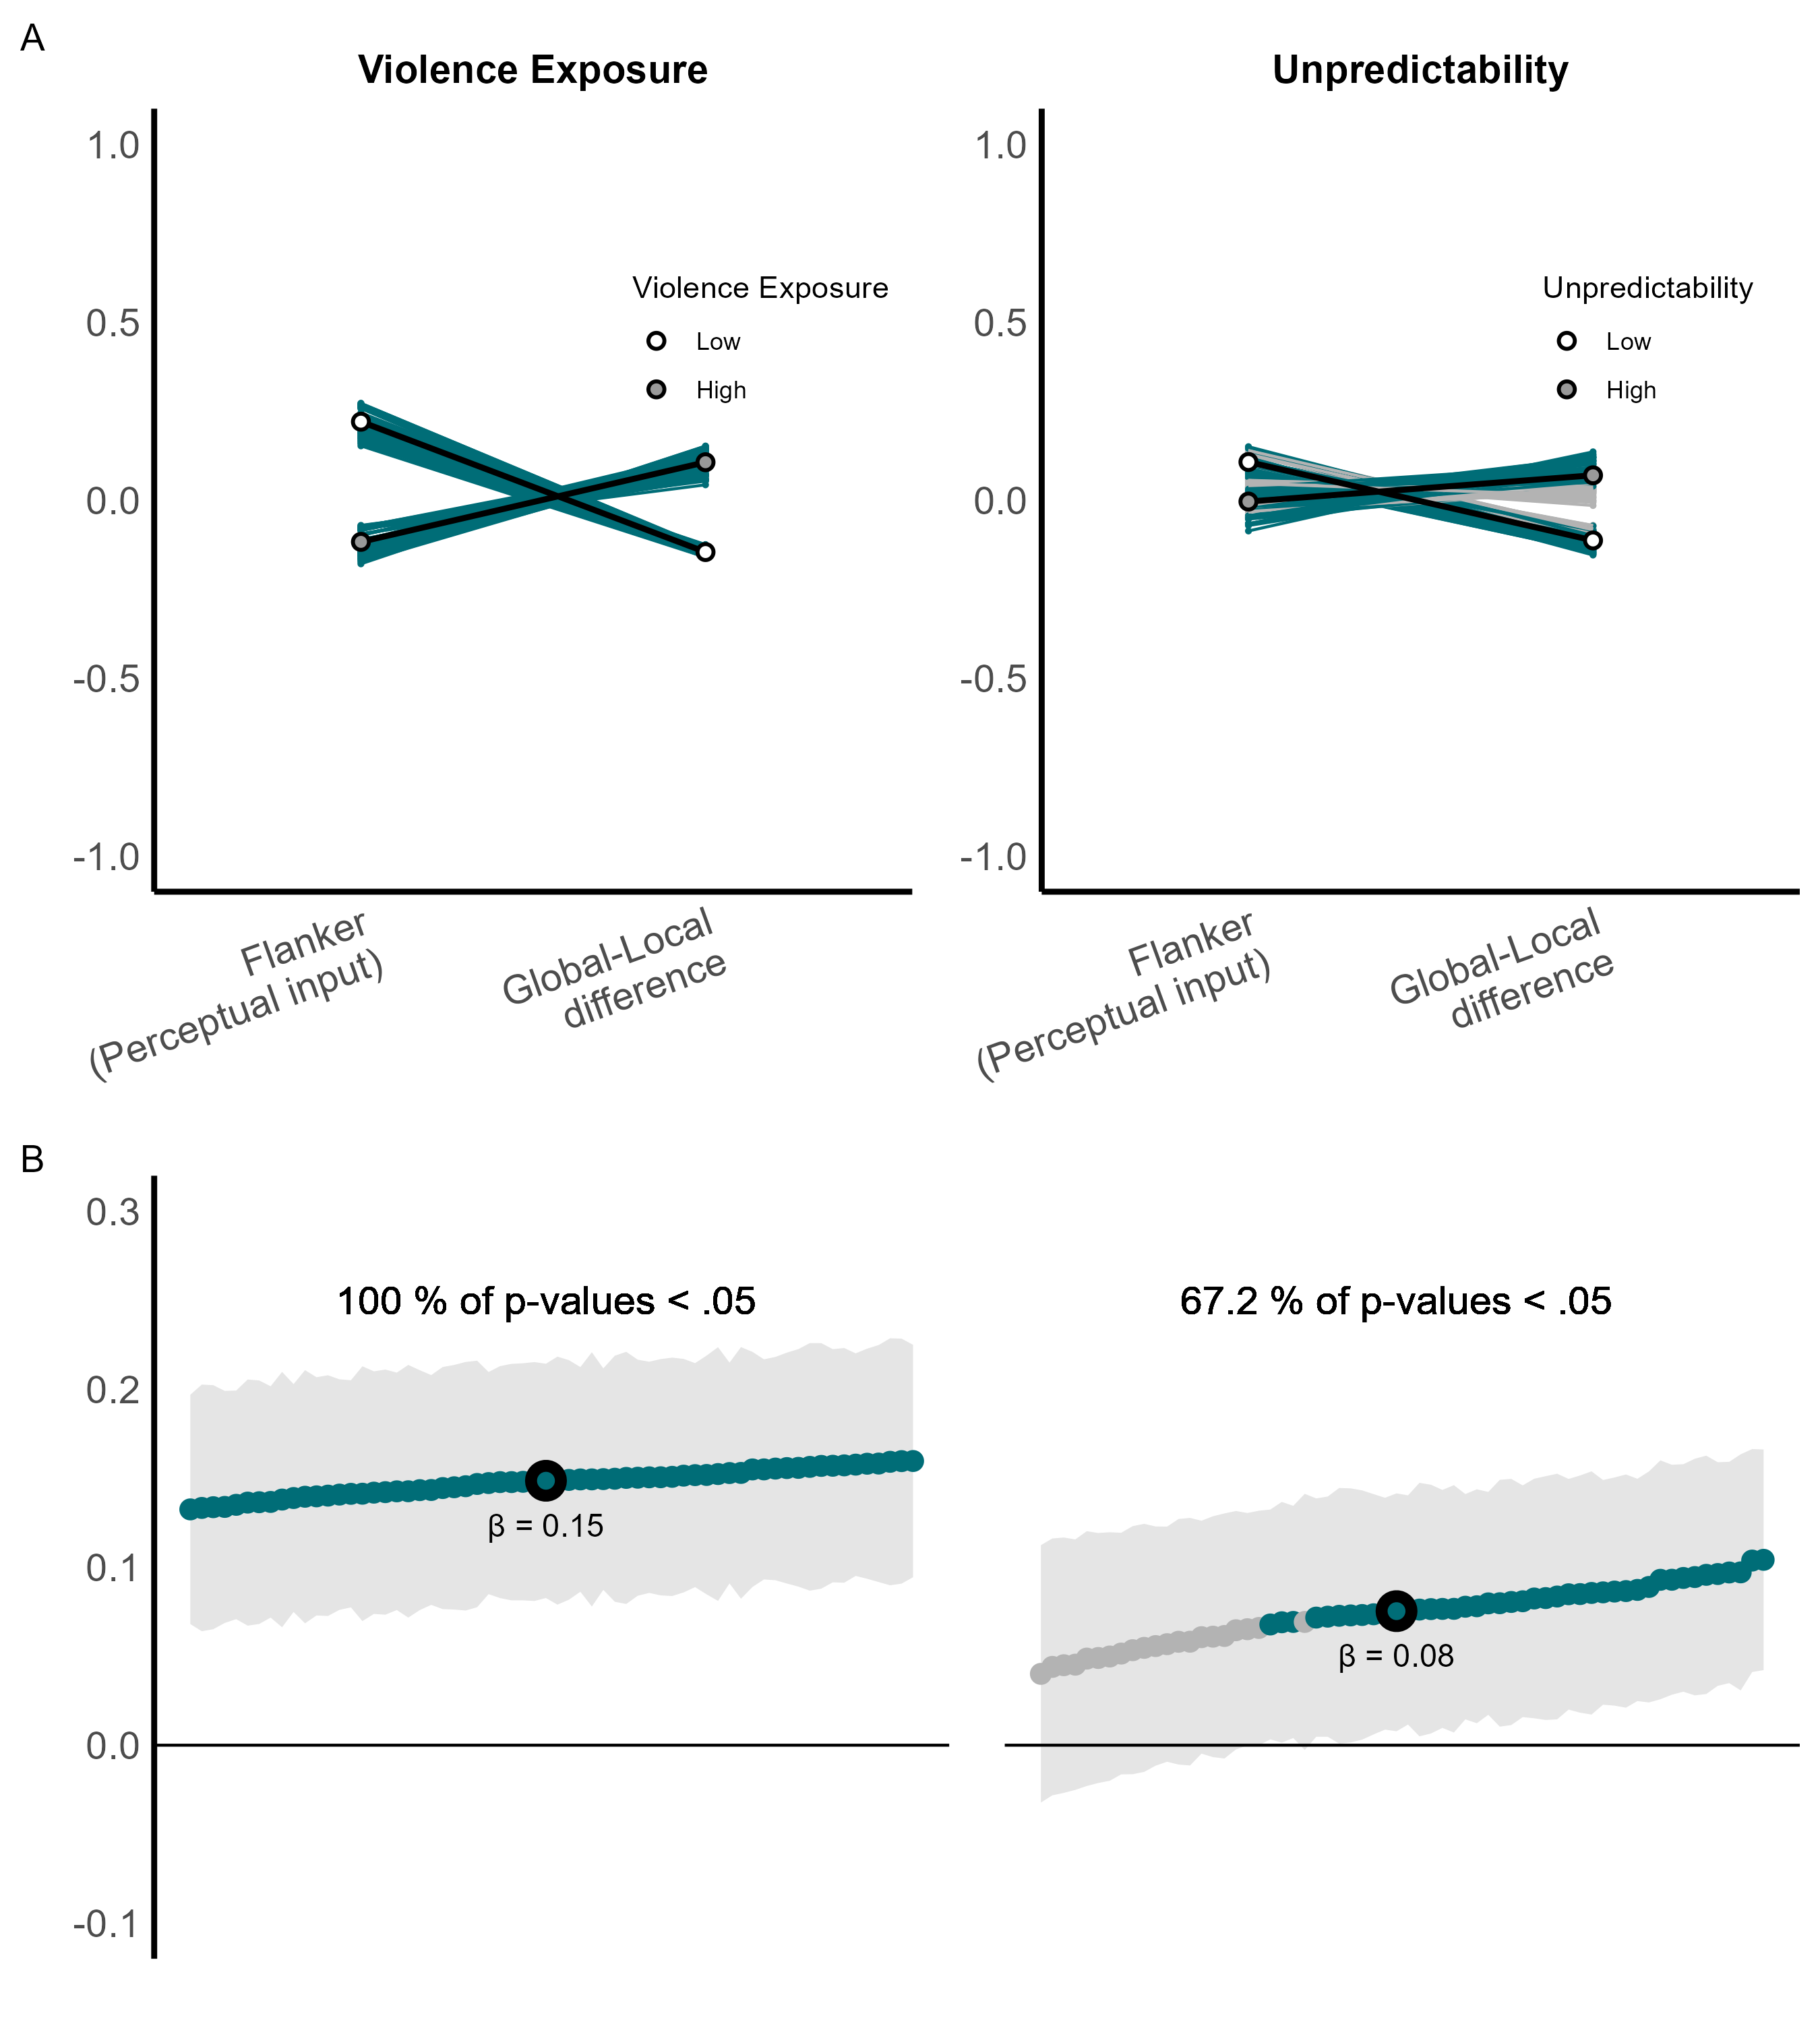 A
Violence Exposure
1.0
0.5
0.0
-0.5
-1.0
Violence Exposure
Low
High
Flanker
(Perceptual input)
Global-Local
difference
Unpredictability
1.0
0.5
0.0
-0.5
-1.0
Unpredictability
Low
High
Flanker
(Perceptual input)
Global-Local
difference
B
0.3
0.2
0.1
0.0
-0.1
100 % of p-values < .05
β = 0.15
67.2 % of p-values < .05
β = 0.08